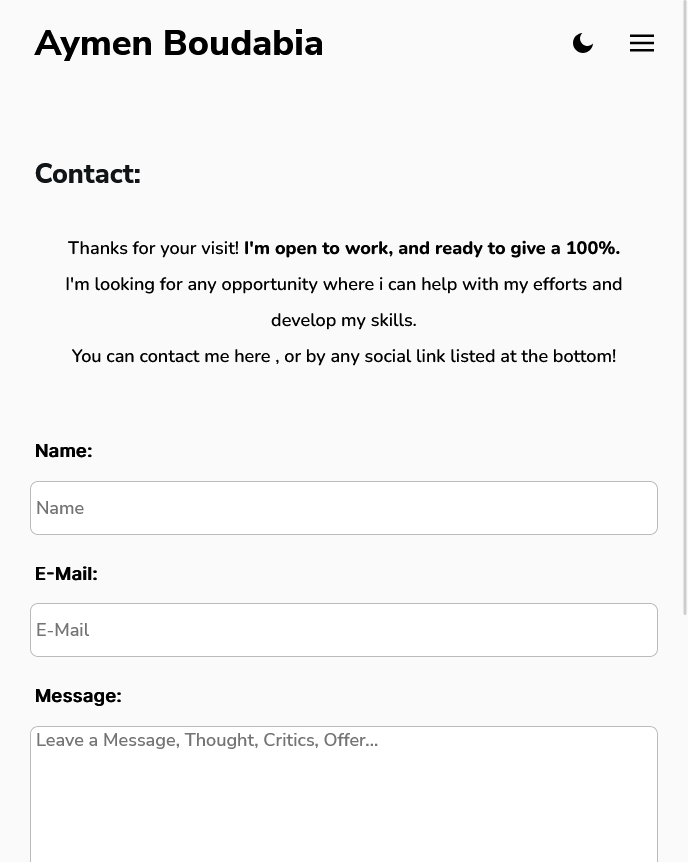 Aymen Boudabia
Contact:
Thanks for your visit! I'm open to work, and ready to give a 100%.
I'm looking for any opportunity where i can help with my efforts and
develop my skills.
You can contact me here , or by any social link listed at the bottom!
Name:
Name
E-Mail:
E-Mail
Message:
Leave a Message, Thought, Critics, Offer...